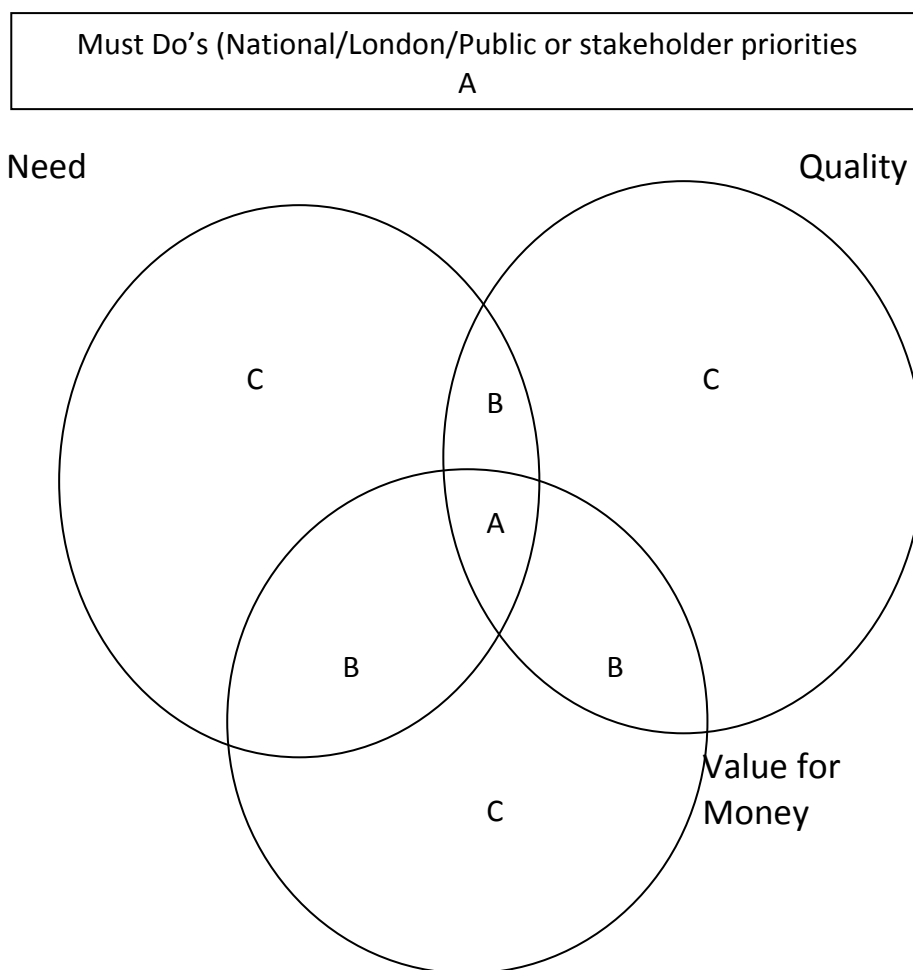 Must Do's (National/London/Public or stakeholder priorities
A
Need
Quality
C
C
B
A
B
B
Value for
Money
C